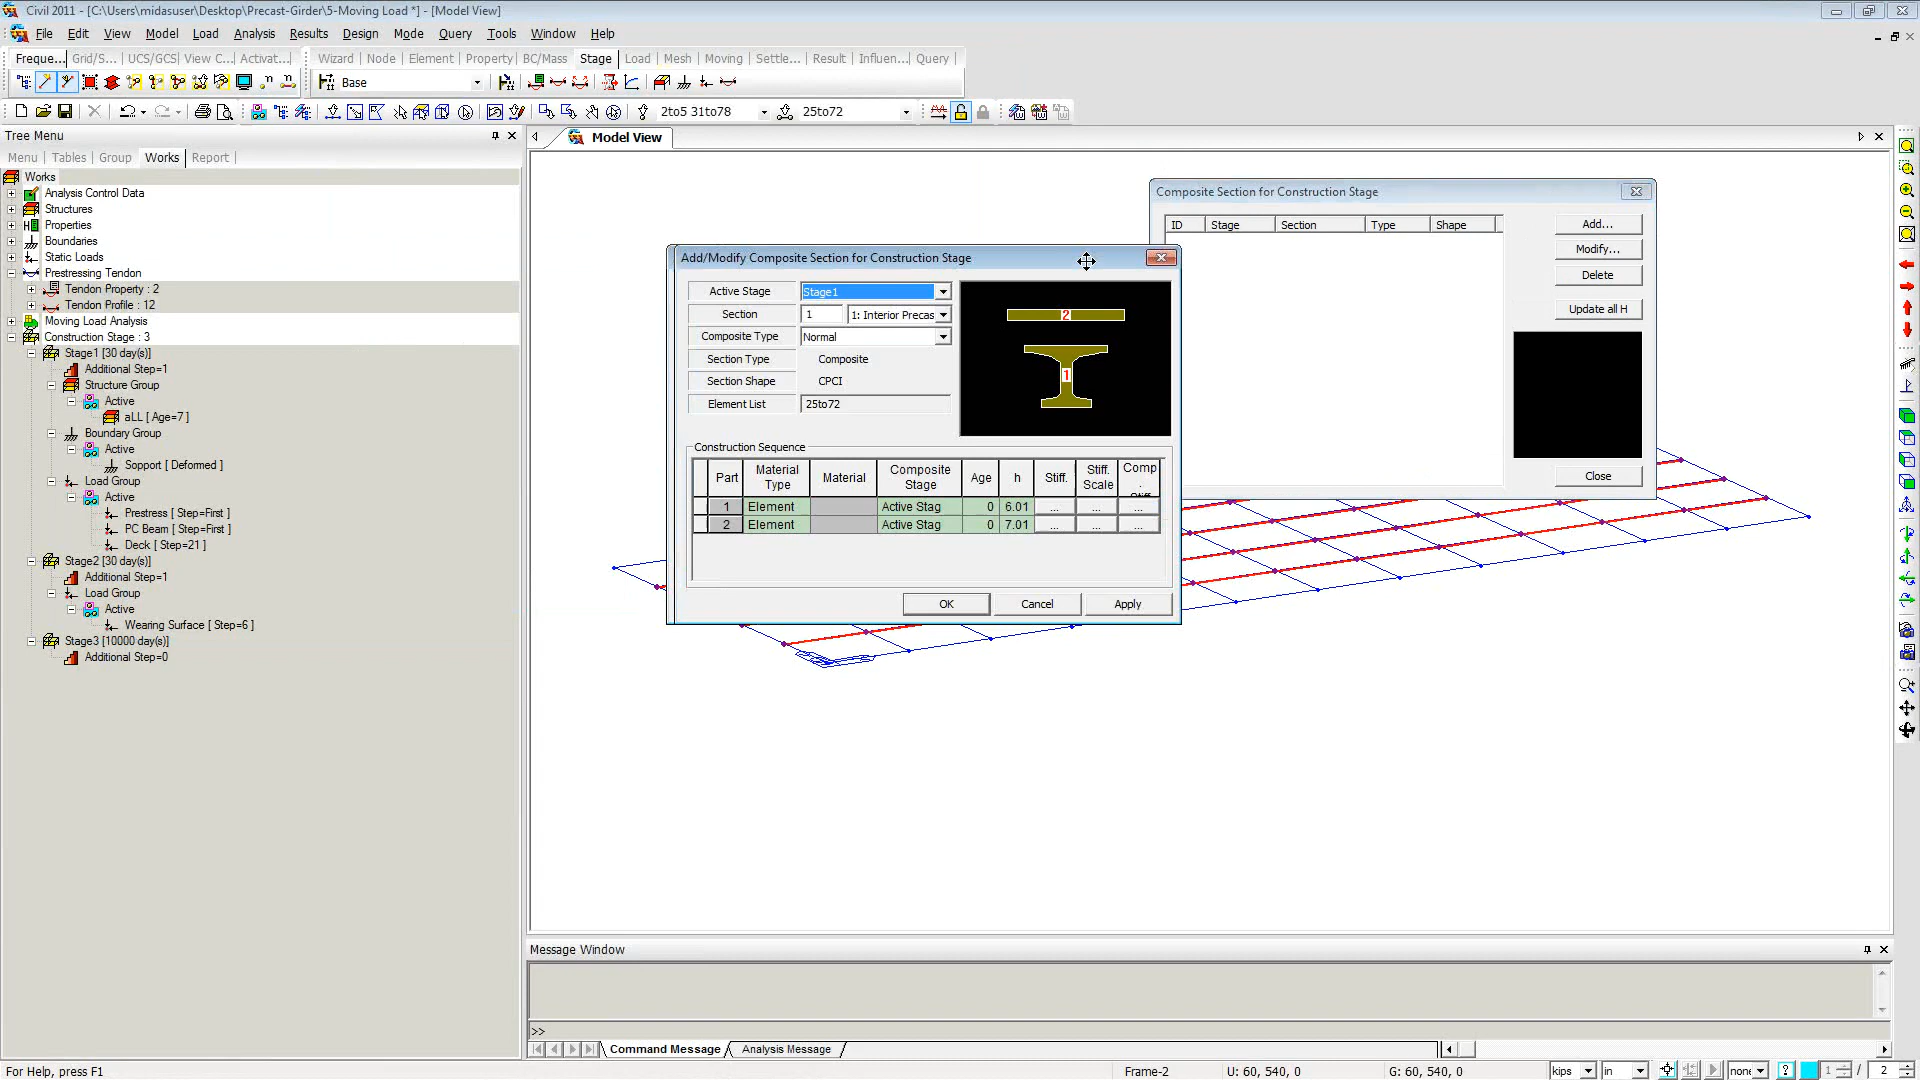 Civil 2011 - [C:\Users\midasuser\Desktop\Precast-Girder\5-Moving Load *] - [Model View]
File Edit View Model Load Analysis Results Design Mode Query Tools Window Help
Freque... Grid/S... UCS/GCS View C... Activat... Wizard Node Element Property BC/Mass Stage Load Mesh Moving Settle... Result Influen... Query
Base
2to5 31to78 25to72
Tree Menu
Model View
Menu Tables Group Works Report
Works
Analysis Control Data
Structures
Properties
Boundaries
Static Loads
Prestressing Tendon
Tendon Property : 2
Tendon Profile : 12
Moving Load Analysis
Construction Stage : 3
Stage1 [30 day(s)]
Additional Step=1
Structure Group
Active
aLL [ Age=7 ]
Boundary Group
Active
Support [ Deformed ]
Load Group
Active
Prestress [ Step=First ]
PC Beam [ Step=First ]
Deck [ Step=21 ]
Stage2 [30 day(s)]
Additional Step=1
Load Group
Active
Wearing Surface [ Step=6 ]
Stage3 [10000 day(s)]
Additional Step=0
Composite Section for Construction Stage
ID Stage Section Type Shape
Add...
Modify...
Delete
Update all H
Close
Add/Modify Composite Section for Construction Stage
Active Stage Stage1
Section 1 1: Interior Precas
Composite Type Normal
Section Type Composite
Section Shape CPCI
Element List 25to72
2
1
Construction Sequence
Part Material Type Material Composite Stage Age h Stiff. Stiff. Scale Comp .
1 Element Active Stag 0 6.01 ... ... ...
2 Element Active Stag 0 7.01 ... ... ...
OK Cancel Apply
Message Window
>>
Command Message Analysis Message
For Help, press F1
Frame-2 U: 60, 540, 0 G: 60, 540, 0 kips in none ? 1 / 2